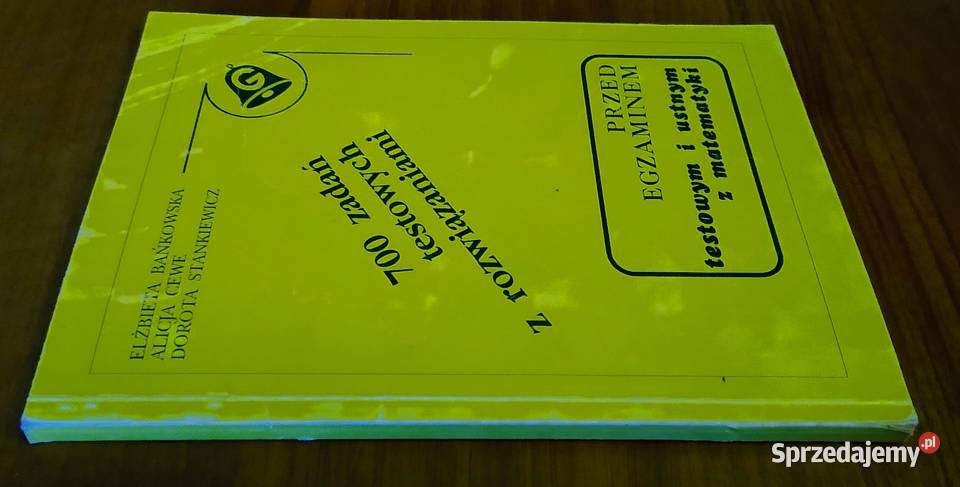 ELŻBIETA BAŃKOWSKA
ALICJA CEWE
DOROTA STANKIEWICZ
G
700 zadań
testowych
z rozwiązaniami
PRZED
EGZAMINEM
testowym i ustnym
z matematyki
Sprzedajemy.pl